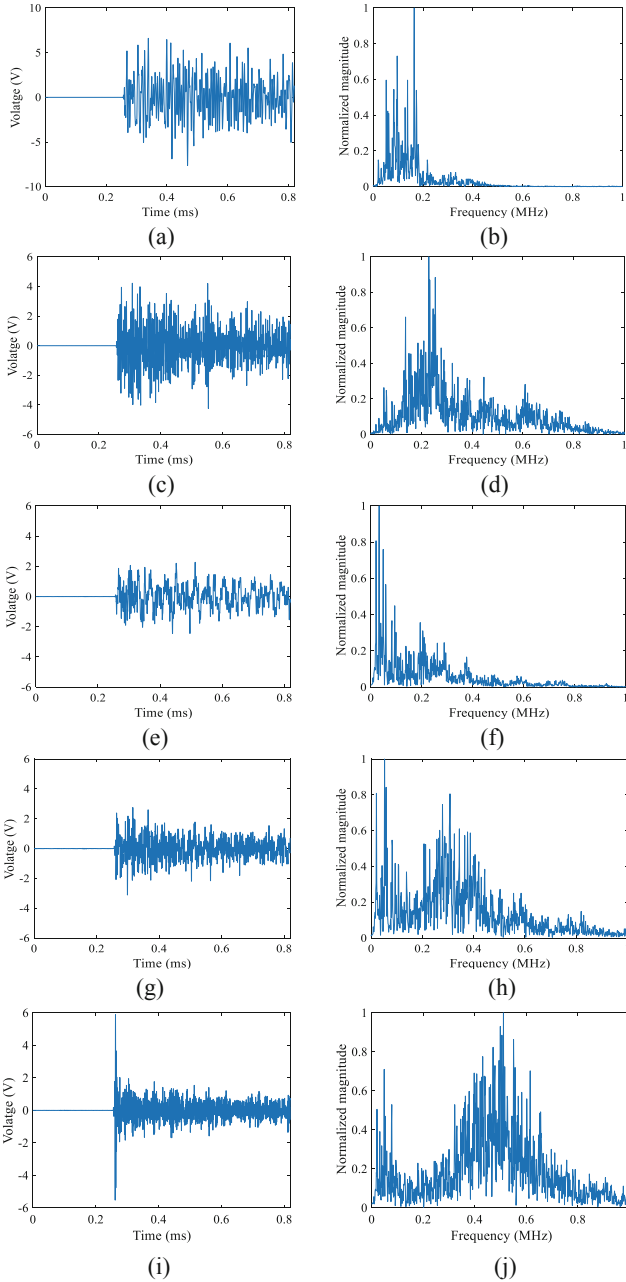 10
5
0
-5
-10
Volatge (V)
0 0.2 0.4 0.6 0.8
Time (ms)
(a)
1
0.8
0.6
0.4
0.2
0
Normalized magnitude
0 0.2 0.4 0.6 0.8 1
Frequency (MHz)
(b)
6
4
2
0
-2
-4
-6
Volatge (V)
0 0.2 0.4 0.6 0.8
Time (ms)
(c)
1
0.8
0.6
0.4
0.2
0
Normalized magnitude
0 0.2 0.4 0.6 0.8 1
Frequency (MHz)
(d)
6
4
2
0
-2
-4
-6
Volatge (V)
0 0.2 0.4 0.6 0.8
Time (ms)
(e)
1
0.8
0.6
0.4
0.2
0
Normalized magnitude
0 0.2 0.4 0.6 0.8 1
Frequency (MHz)
(f)
6
4
2
0
-2
-4
-6
Volatge (V)
0 0.2 0.4 0.6 0.8
Time (ms)
(g)
1
0.8
0.6
0.4
0.2
0
Normalized magnitude
0 0.2 0.4 0.6 0.8
Frequency (MHz)
(h)
6
4
2
0
-2
-4
-6
Volatge (V)
0 0.2 0.4 0.6 0.8
Time (ms)
(i)
1
0.8
0.6
0.4
0.2
0
Normalized magnitude
0 0.2 0.4 0.6 0.8
Frequency (MHz)
(j)